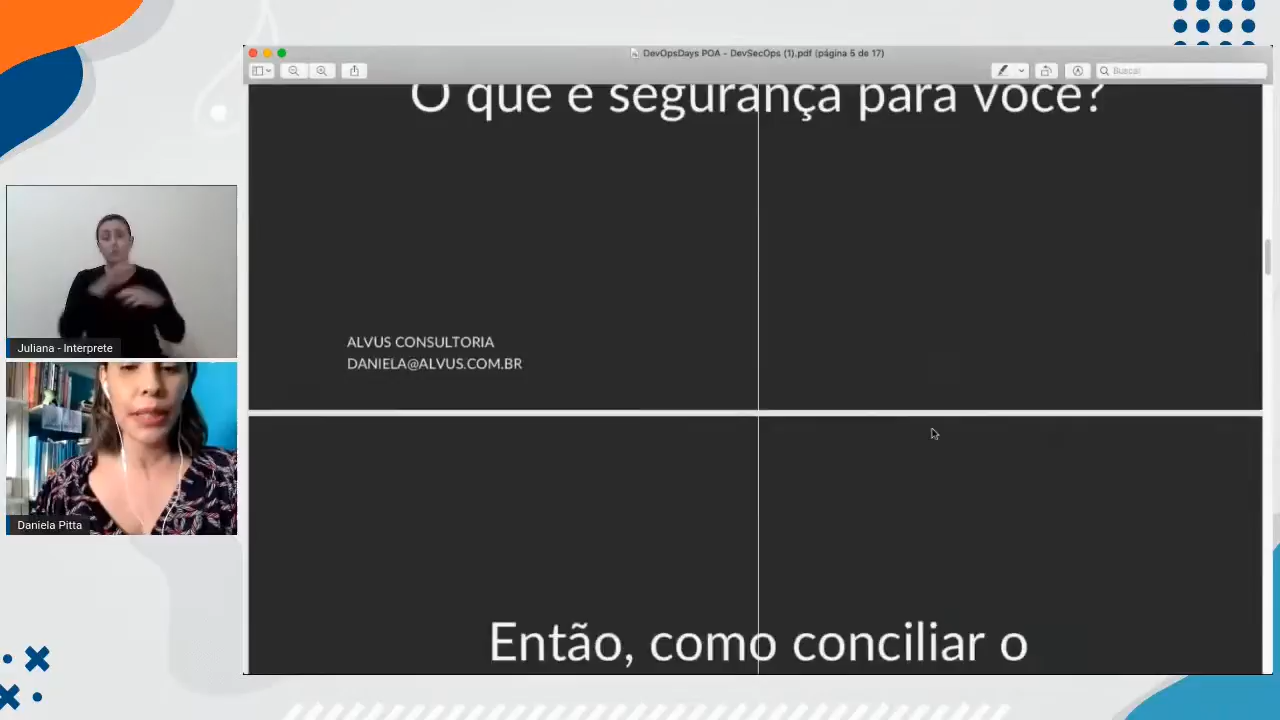 DevOpsDays POA - DevSecOps (1).pdf (página 5 de 17)
Buscar
O que é segurança para você?
ALVUS CONSULTORIA
DANIELA@ALVUS.COM.BR
Então, como conciliar o
Juliana - Interprete
Daniela Pitta